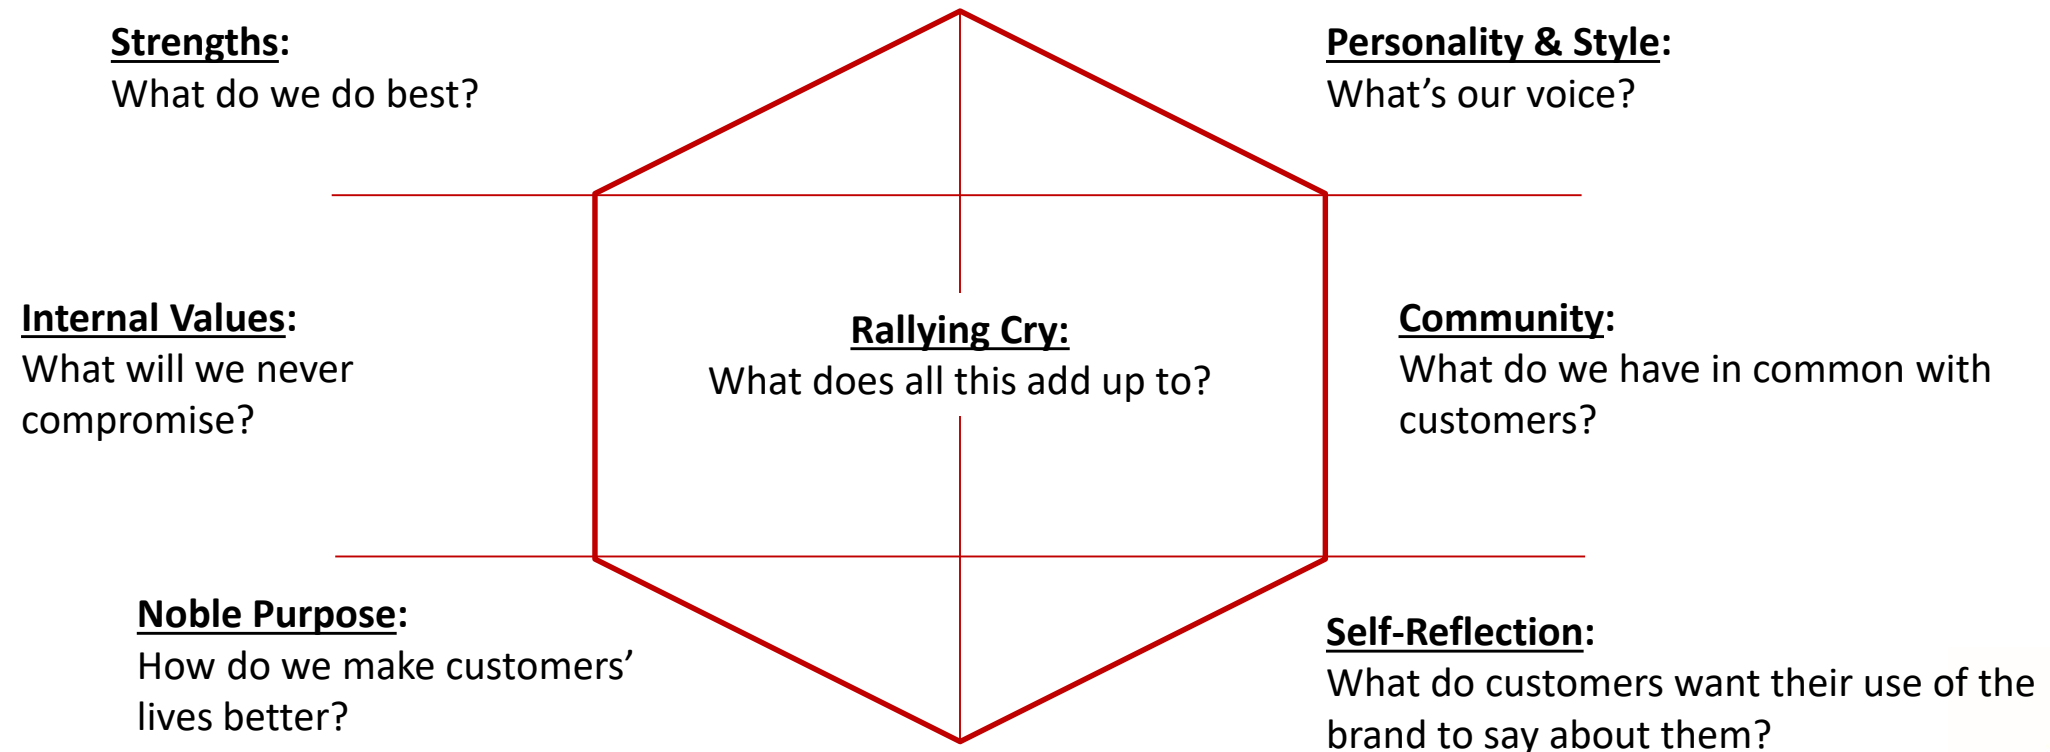 Strengths:
What do we do best?
Personality & Style:
What’s our voice?
Internal Values:
What will we never
compromise?
Rallying Cry:
What does all this add up to?
Community:
What do we have in common with
customers?
Noble Purpose:
How do we make customers’
lives better?
Self-Reflection:
What do customers want their use of the
brand to say about them?